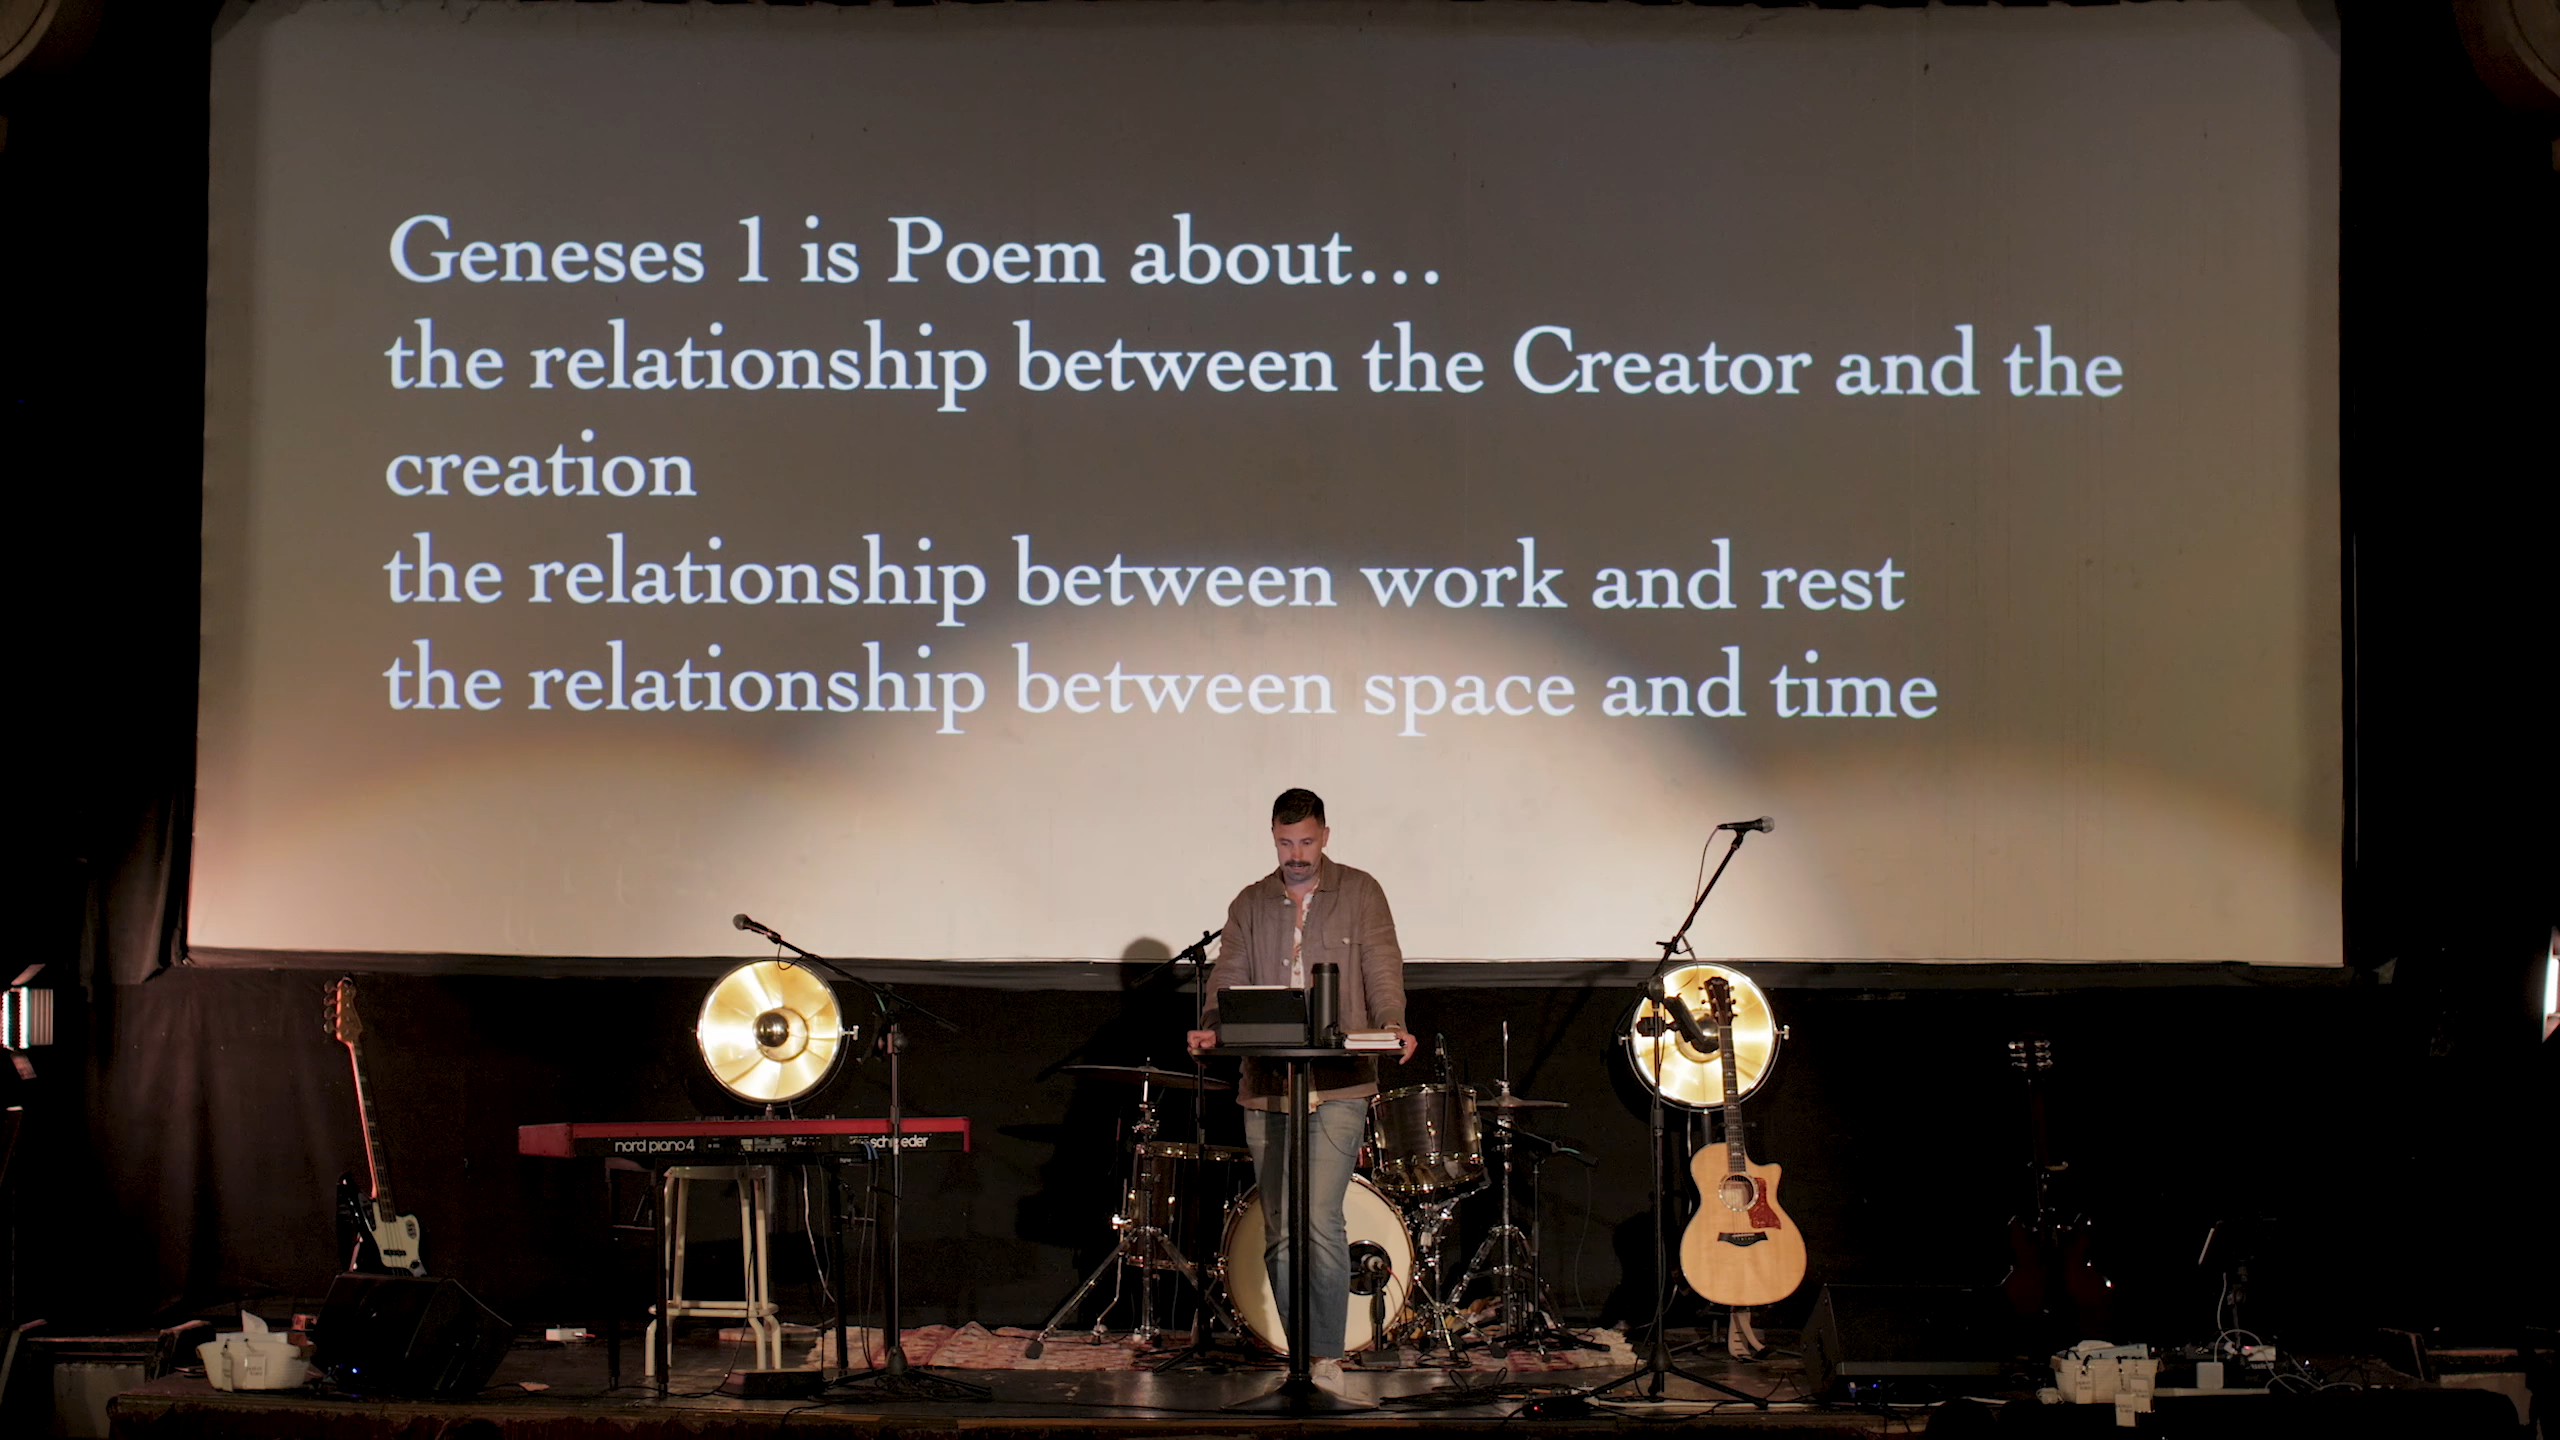 Geneses 1 is Poem about...
the relationship between the Creator and the
creation
the relationship between work and rest
the relationship between space and time
nord piano 4